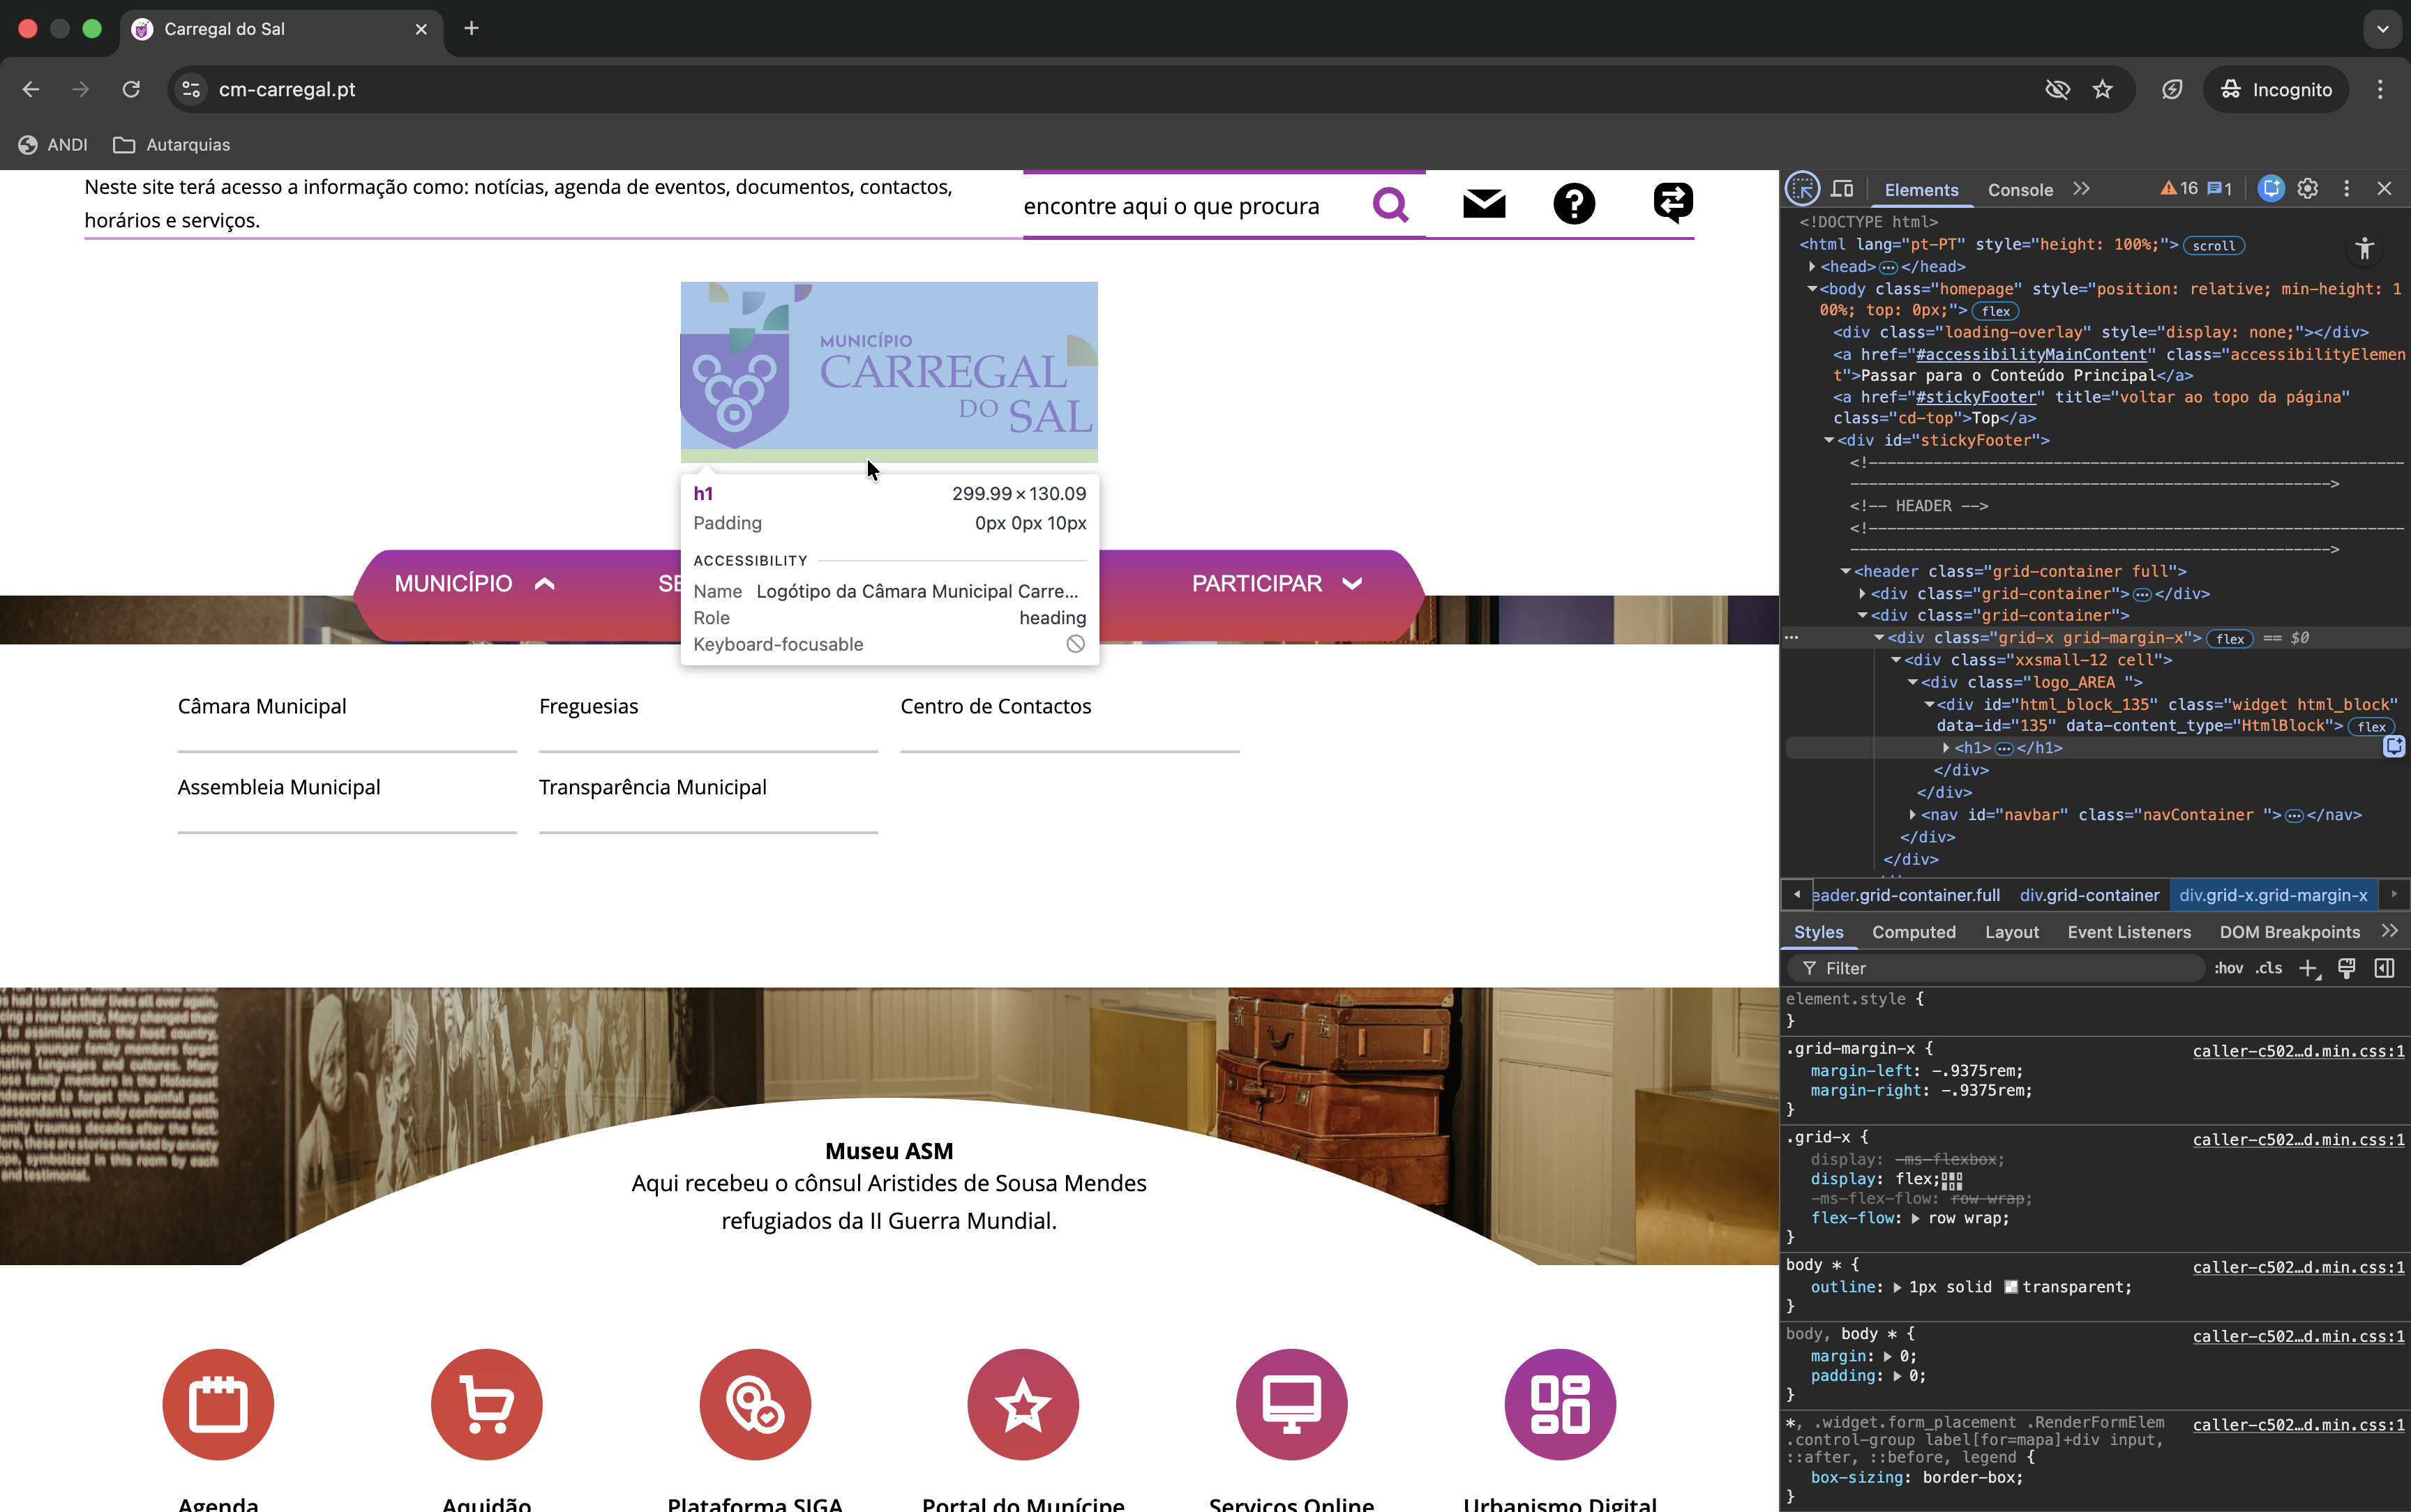 Carregal do Sal
cm-carregal.pt
Incognito
ANDI
Autarquias
Neste site terá acesso a informação como: notícias, agenda de eventos, documentos, contactos,
horários e serviços.
encontre aqui o que procura
MUNICÍPIO
CARREGAL
DO SAL
h1 299.99 × 130.09
Padding 0px 0px 10px
ACCESSIBILITY
Name Logótipo da Câmara Municipal Carre...
Role heading
Keyboard-focusable
MUNICÍPIO
SE
PARTICIPAR
Câmara Municipal
Freguesias
Centro de Contactos
Assembleia Municipal
Transparência Municipal
Museu ASM
Aqui recebeu o cônsul Aristides de Sousa Mendes
refugiados da II Guerra Mundial.
Agenda
Aquidão
Plataforma SIGA
Portal do Munícipe
Serviços Online
Urbanismo Digital
Elements Console 16 1
<!DOCTYPE html>
<html lang="pt-PT" style="height: 100%;"> scroll
<head> ··· </head>
<body class="homepage" style="position: relative; min-height: 1
00%; top: 0px;"> flex
<div class="loading-overlay" style="display: none;"></div>
<a href="#accessibilityMainContent" class="accessibilityElemen
t">Passar para o Conteúdo Principal</a>
<a href="#stickyFooter" title="voltar ao topo da página"
class="cd-top">Top</a>
<div id="stickyFooter">
<!-- HEADER -->
<header class="grid-container full">
<div class="grid-container"> ··· </div>
<div class="grid-container">
<div class="grid-x grid-margin-x"> flex == $0
<div class="xxsmall-12 cell">
<div class="logo_AREA ">
<div id="html_block_135" class="widget html_block"
data-id="135" data-content_type="HtmlBlock"> flex
<h1> ··· </h1>
</div>
</div>
<nav id="navbar" class="navContainer "> ··· </nav>
</div>
</div>
eader.grid-container.full div.grid-container div.grid-x.grid-margin-x
Styles Computed Layout Event Listeners DOM Breakpoints
Filter :hov .cls
element.style {
}
.grid-margin-x { caller-c502…d.min.css:1
margin-left: -.9375rem;
margin-right: -.9375rem;
}
.grid-x { caller-c502…d.min.css:1
display: -ms-flexbox;
display: flex;
-ms-flex-flow: row wrap;
flex-flow: row wrap;
}
body * { caller-c502…d.min.css:1
outline: 1px solid transparent;
}
body, body * { caller-c502…d.min.css:1
margin: 0;
padding: 0;
}
*, .widget.form_placement .RenderFormElem caller-c502…d.min.css:1
.control-group label[for=mapa]+div input,
::after, ::before, legend {
box-sizing: border-box;
}